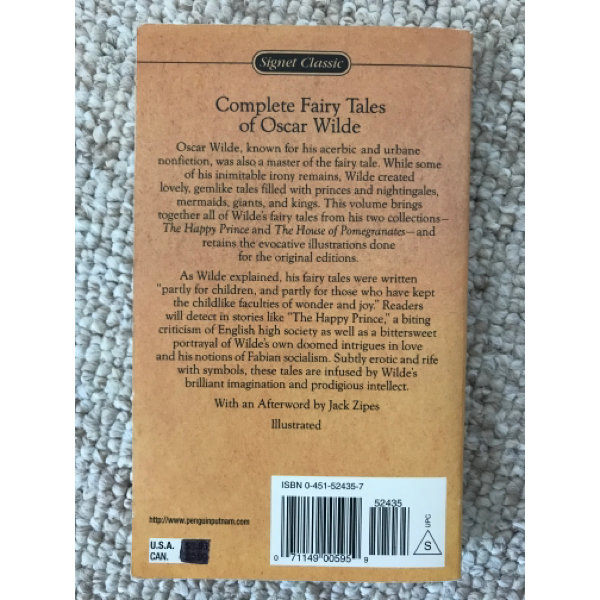 Signet Classic
Complete Fairy Tales
of Oscar Wilde
Oscar Wilde, known for his acerbic and urbane
nonfiction, was also a master of the fairy tale. While some
of his inimitable irony remains, Wilde created
lovely, gemlike tales filled with princes and nightingales,
mermaids, giants, and kings. This volume brings
together all of Wilde's fairy tales from his two collections—
The Happy Prince and The House of Pomegranates—and
retains the evocative illustrations done
for the original editions.
As Wilde explained, his fairy tales were written
"partly for children, and partly for those who have kept
the childlike faculties of wonder and joy." Readers
will detect in stories like "The Happy Prince," a biting
criticism of English high society as well as a bittersweet
portrayal of Wilde's own doomed intrigues in love
and his notions of Fabian socialism. Subtly erotic and rife
with symbols, these tales are infused by Wilde's
brilliant imagination and prodigious intellect.
With an Afterword by Jack Zipes
Illustrated
ISBN 0-451-52435-7
52435
0 71149 00595 9
S UPC
http://www.penguinputnam.com
U.S.A.
CAN.